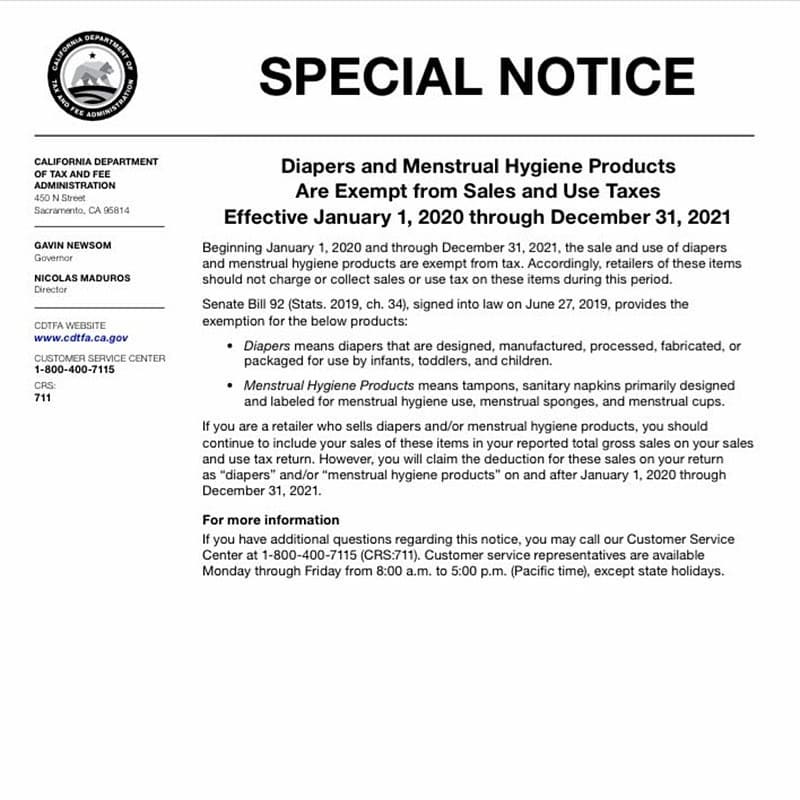 CALIFORNIA DEPARTMENT OF
TAX AND FEE ADMINISTRATION
SPECIAL NOTICE
CALIFORNIA DEPARTMENT
OF TAX AND FEE
ADMINISTRATION
450 N Street
Sacramento, CA 95814
GAVIN NEWSOM
Governor
NICOLAS MADUROS
Director
CDTFA WEBSITE
www.cdtfa.ca.gov
CUSTOMER SERVICE CENTER
1-800-400-7115
CRS:
711
Diapers and Menstrual Hygiene Products
Are Exempt from Sales and Use Taxes
Effective January 1, 2020 through December 31, 2021
Beginning January 1, 2020 and through December 31, 2021, the sale and use of diapers
and menstrual hygiene products are exempt from tax. Accordingly, retailers of these items
should not charge or collect sales or use tax on these items during this period.
Senate Bill 92 (Stats. 2019, ch. 34), signed into law on June 27, 2019, provides the
exemption for the below products:
• Diapers means diapers that are designed, manufactured, processed, fabricated, or
packaged for use by infants, toddlers, and children.
• Menstrual Hygiene Products means tampons, sanitary napkins primarily designed
and labeled for menstrual hygiene use, menstrual sponges, and menstrual cups.
If you are a retailer who sells diapers and/or menstrual hygiene products, you should
continue to include your sales of these items in your reported total gross sales on your sales
and use tax return. However, you will claim the deduction for these sales on your return
as “diapers” and/or “menstrual hygiene products” on and after January 1, 2020 through
December 31, 2021.
For more information
If you have additional questions regarding this notice, you may call our Customer Service
Center at 1-800-400-7115 (CRS:711). Customer service representatives are available
Monday through Friday from 8:00 a.m. to 5:00 p.m. (Pacific time), except state holidays.